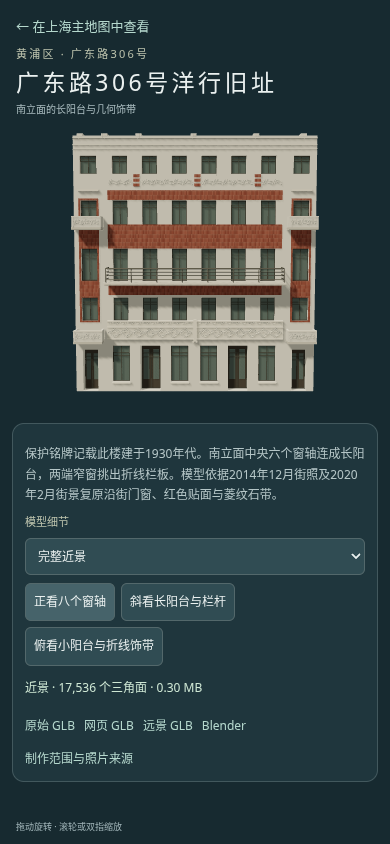 ← 在上海主地图中查看
黄浦区 · 广东路306号
广东路306号洋行旧址
南立面的长阳台与几何饰带
保护铭牌记载此楼建于1930年代。南立面中央六个窗轴连成长阳
台，两端窄窗挑出折线栏板。模型依据2014年12月街照及2020
年2月街景复原沿街门窗、红色贴面与菱纹石带。
模型细节
完整近景
正看八个窗轴
斜看长阳台与栏杆
俯看小阳台与折线饰带
近景 · 17,536 个三角面 · 0.30 MB
原始 GLB 网页 GLB 远景 GLB Blender
制作范围与照片来源
拖动旋转 · 滚轮或双指缩放